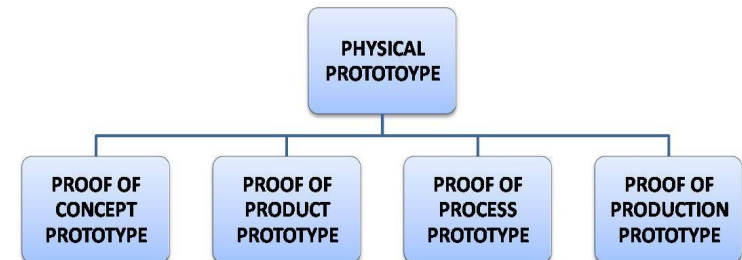 PHYSICAL
PROTOTOYPE
PROOF OF
CONCEPT
PROTOTYPE
PROOF OF
PRODUCT
PROTOTYPE
PROOF OF
PROCESS
PROTOTYPE
PROOF OF
PRODUCTION
PROTOTYPE